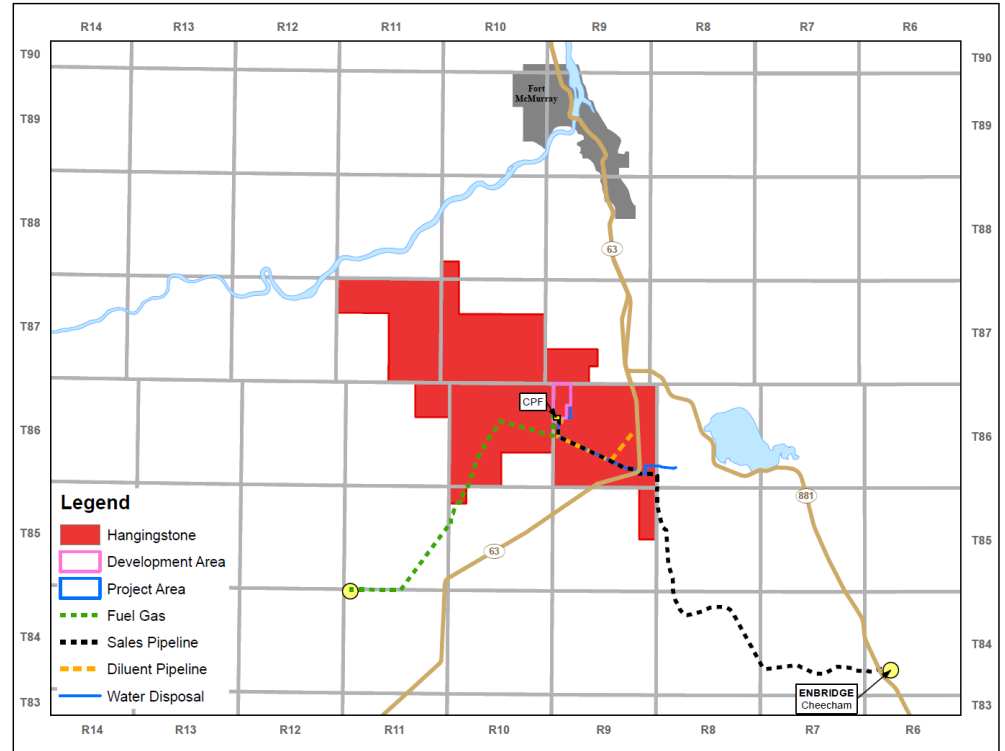 R14 R13 R12 R11 R10 R9 R8 R7 R6
T90 T90
Fort
McMurray
T89 T89
T88 T88
63
T87 T87
CPF
T86 T86
881
Legend
Hangingstone
T85 T85
Development Area
63
Project Area
Fuel Gas
Sales Pipeline
T84 T84
Diluent Pipeline
ENBRIDGE
Cheecham
Water Disposal
T83 T83
R14 R13 R12 R11 R10 R9 R8 R7 R6